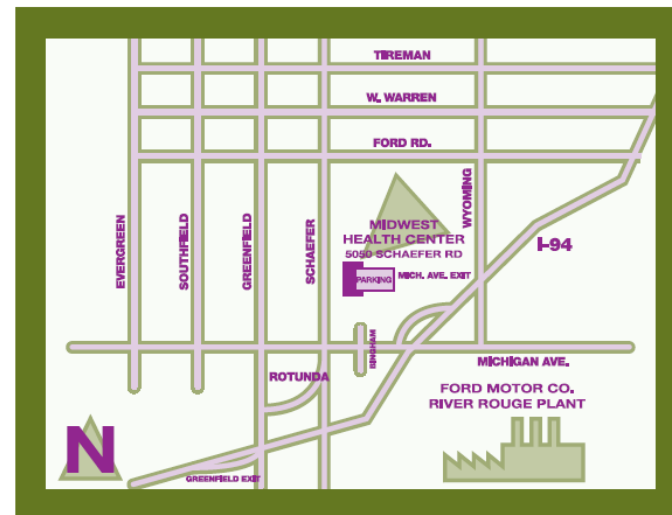 TIREMAN
W. WARREN
FORD RD.
EVERGREEN
SOUTHFIELD
GREENFIELD
SCHAEFER
WYOMING
MIDWEST
HEALTH CENTER
5050 SCHAEFER RD
I-94
PARKING
MICH. AVE. EXIT
BINGHAM
MICHIGAN AVE.
ROTUNDA
FORD MOTOR CO.
RIVER ROUGE PLANT
N
GREENFIELD EXIT